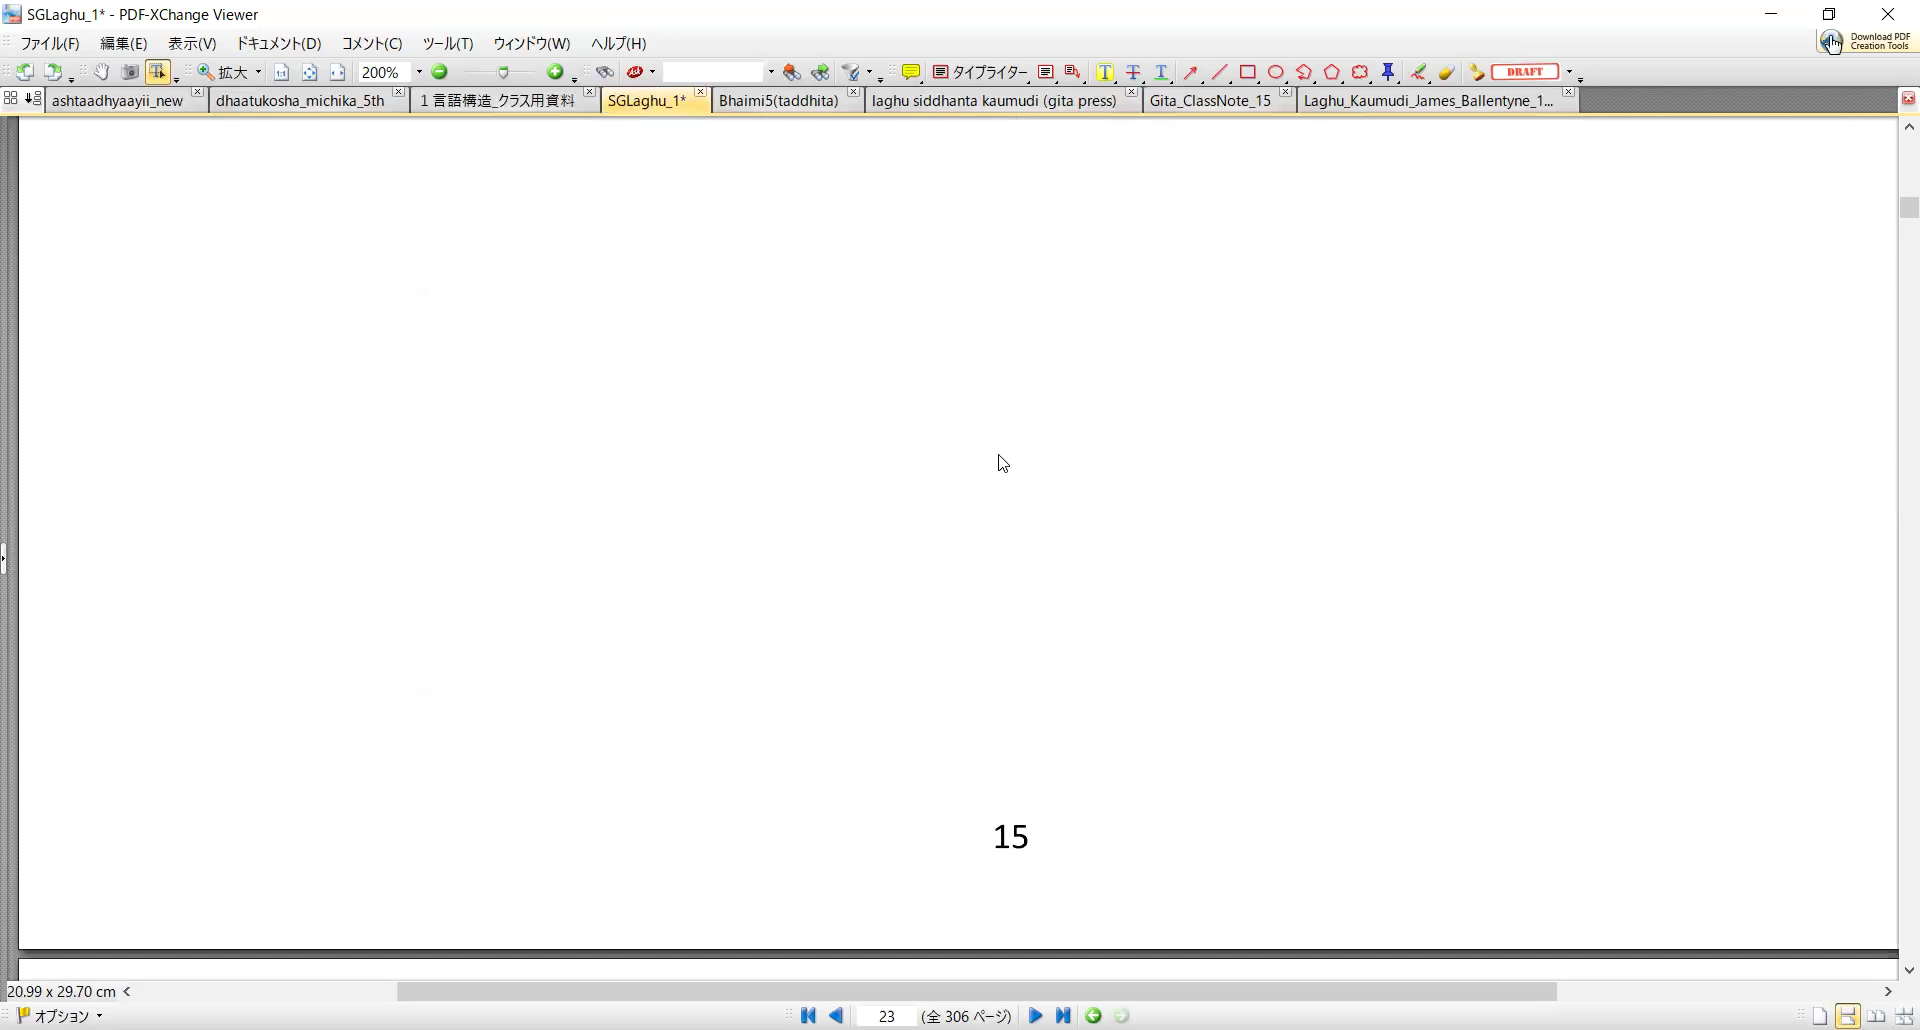 SGLaghu_1* - PDF-XChange Viewer
ファイル(F) 編集(E) 表示(V) ドキュメント(D) コメント(C) ツール(T) ウィンドウ(W) ヘルプ(H)
Download PDF
Creation Tools
拡大 200% タイプライター DRAFT
ashtaadhyaayii_new dhaatukosha_michika_5th 1 言語構造_クラス用資料 SGLaghu_1* Bhaimi5(taddhita) laghu siddhanta kaumudi (gita press) Gita_ClassNote_15 Laghu_Kaumudi_James_Ballentyne_1...
15
20.99 x 29.70 cm
オプション 23 (全 306 ページ)